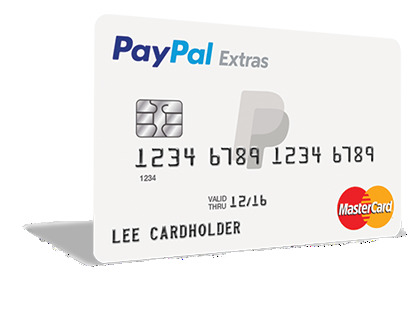 PayPal Extras
1234 6789 1234 6789
1234
VALID THRU 12/16
LEE CARDHOLDER
MasterCard